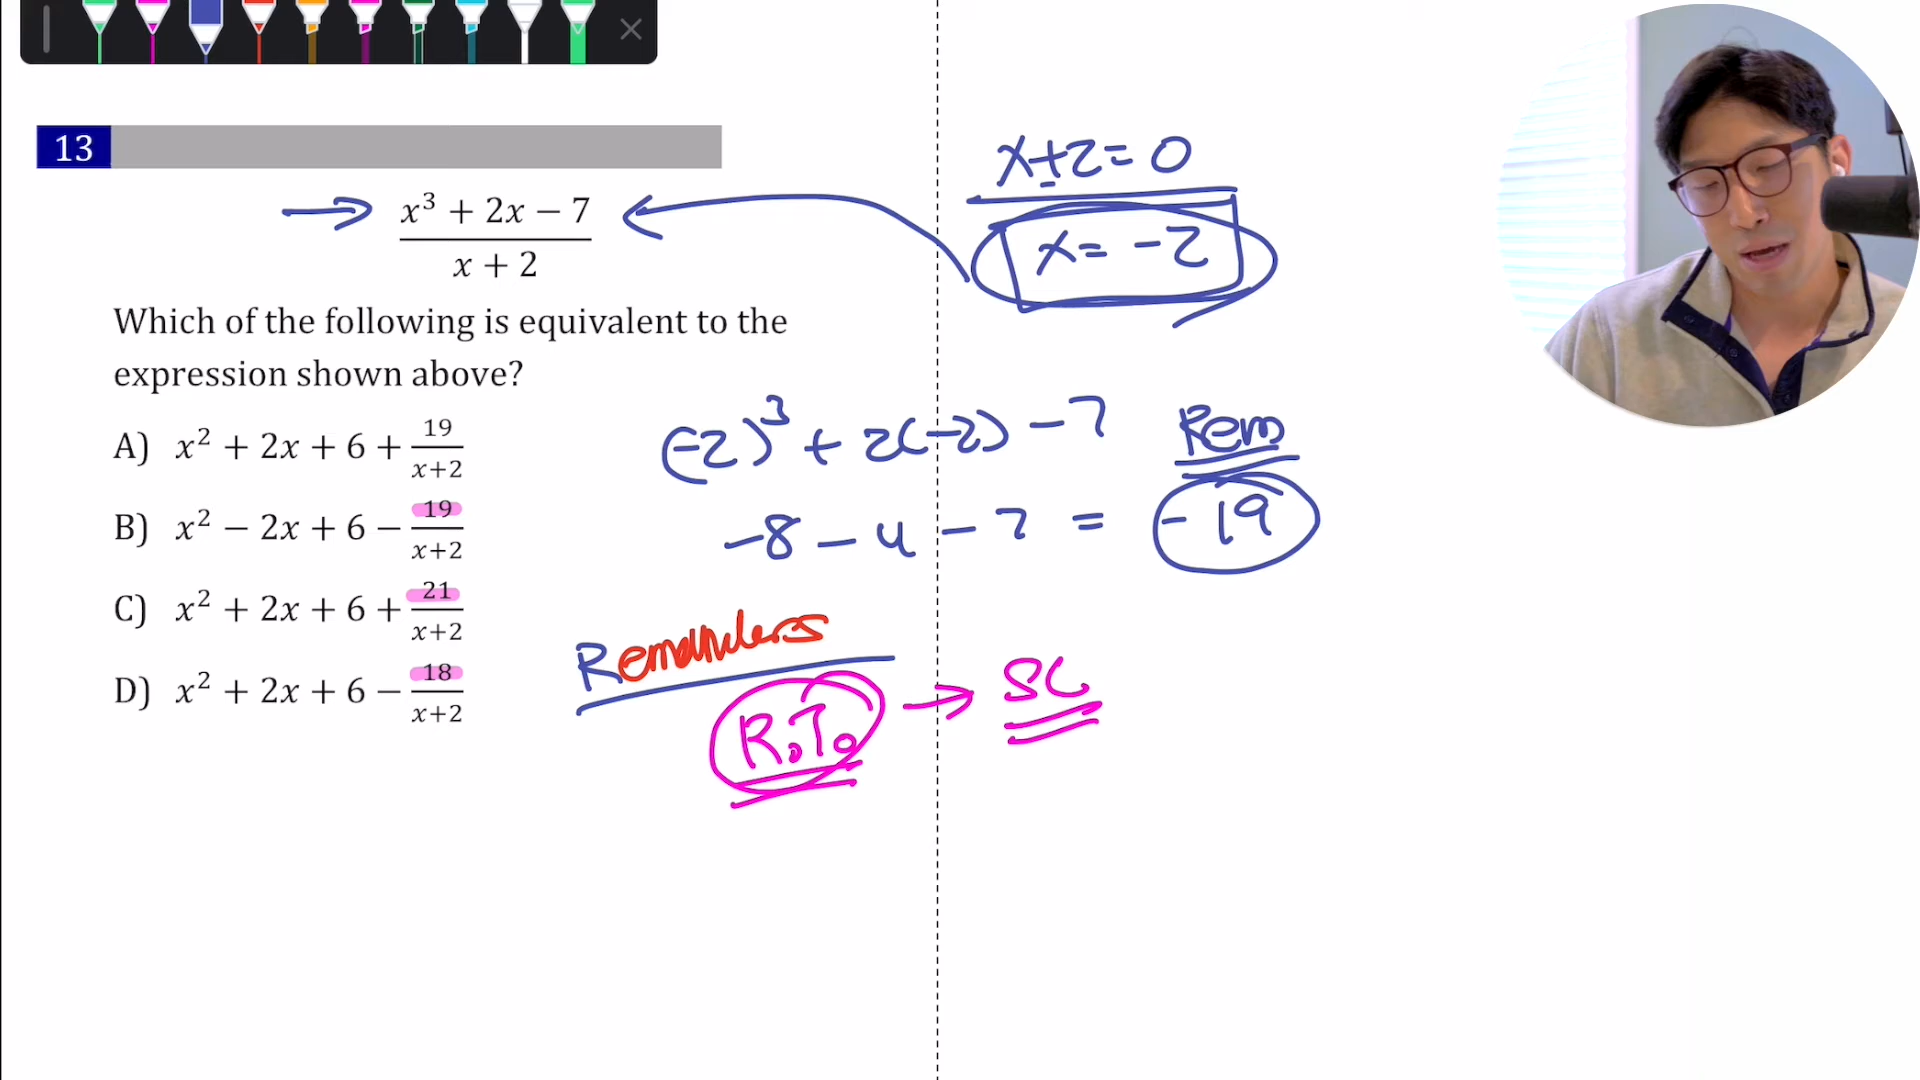 13
x³ + 2x − 7
x + 2
Which of the following is equivalent to the
expression shown above?
A) x² + 2x + 6 + 19/x+2
B) x² − 2x + 6 − 19/x+2
C) x² + 2x + 6 + 21/x+2
D) x² + 2x + 6 − 18/x+2
x+2=0
x= -2
(-2)³ + 2(-2) - 7
-8 - 4 - 7 = -19
Rem
Remainders
R.T. → SC